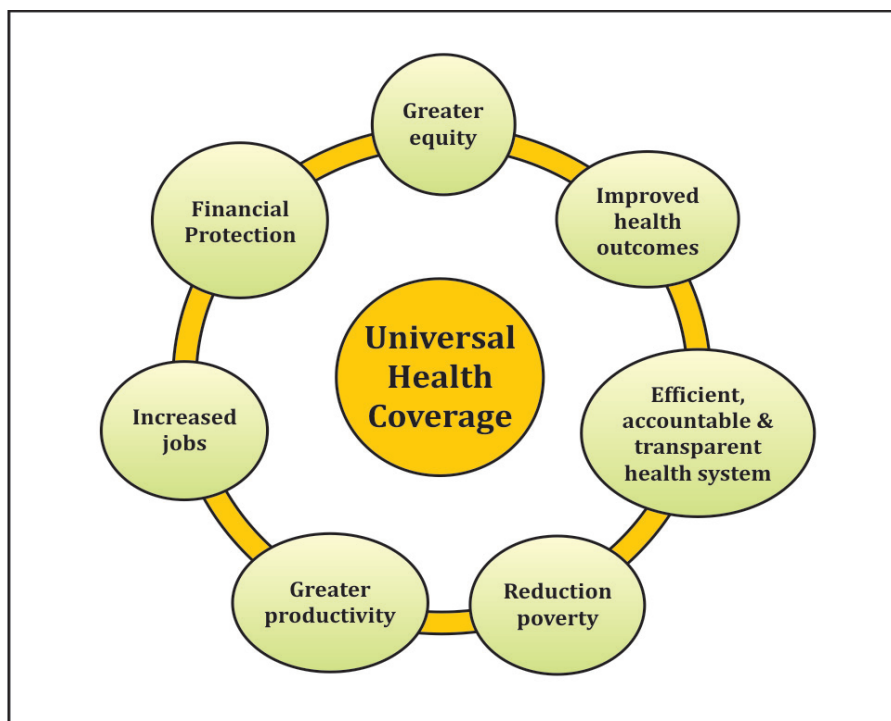 Greater
equity
Improved
health
outcomes
Efficient,
accountable &
transparent
health system
Reduction
poverty
Greater
productivity
Increased
jobs
Financial
Protection
Universal
Health
Coverage